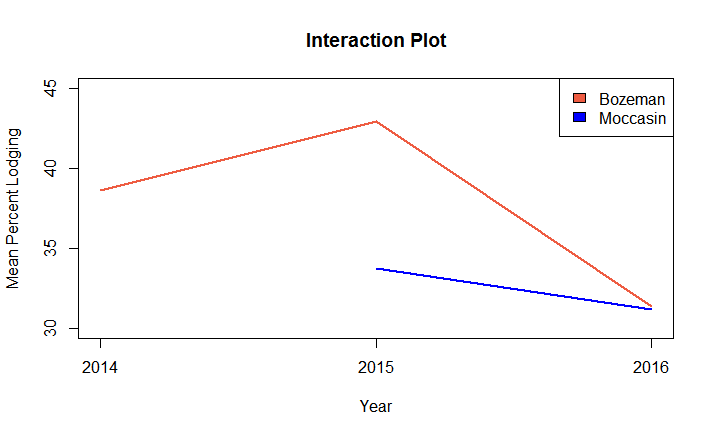 Interaction Plot
Bozeman
Moccasin
Mean Percent Lodging
45
40
35
30
2014
2015
2016
Year